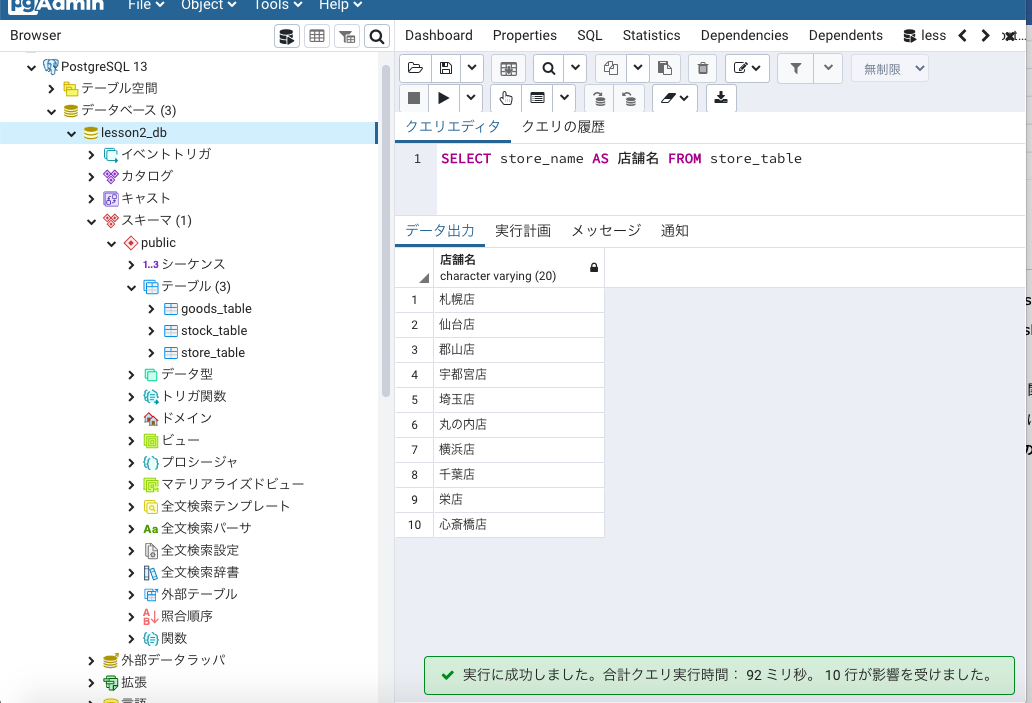 pgAdmin File Object Tools Help
Browser
PostgreSQL 13
テーブル空間
データベース (3)
lesson2_db
イベントトリガ
カタログ
キャスト
スキーマ (1)
public
1..3 シーケンス
テーブル (3)
goods_table
stock_table
store_table
データ型
トリガ関数
ドメイン
ビュー
プロシージャ
マテリアライズドビュー
全文検索テンプレート
Aa 全文検索パーサ
全文検索設定
全文検索辞書
外部テーブル
照合順序
関数
外部データラッパ
拡張
言語
Dashboard Properties SQL Statistics Dependencies Dependents less
無制限
クエリエディタ クエリの履歴
1 SELECT store_name AS 店舗名 FROM store_table
データ出力 実行計画 メッセージ 通知
店舗名
character varying (20)
1 札幌店
2 仙台店
3 郡山店
4 宇都宮店
5 埼玉店
6 丸の内店
7 横浜店
8 千葉店
9 栄店
10 心斎橋店
実行に成功しました。合計クエリ実行時間： 92 ミリ秒。 10 行が影響を受けました。